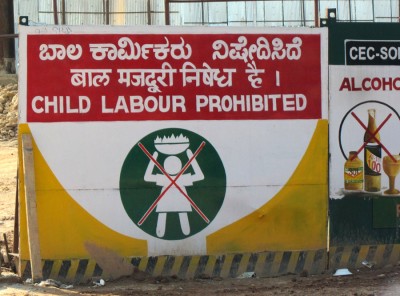 ಬಾಲ ಕಾರ್ಮಿಕರು ನಿಷೇದಿಸಿದೆ
बाल मजदूरी निषेध है ।
CHILD LABOUR PROHIBITED
CEC-SO
ALCOHO